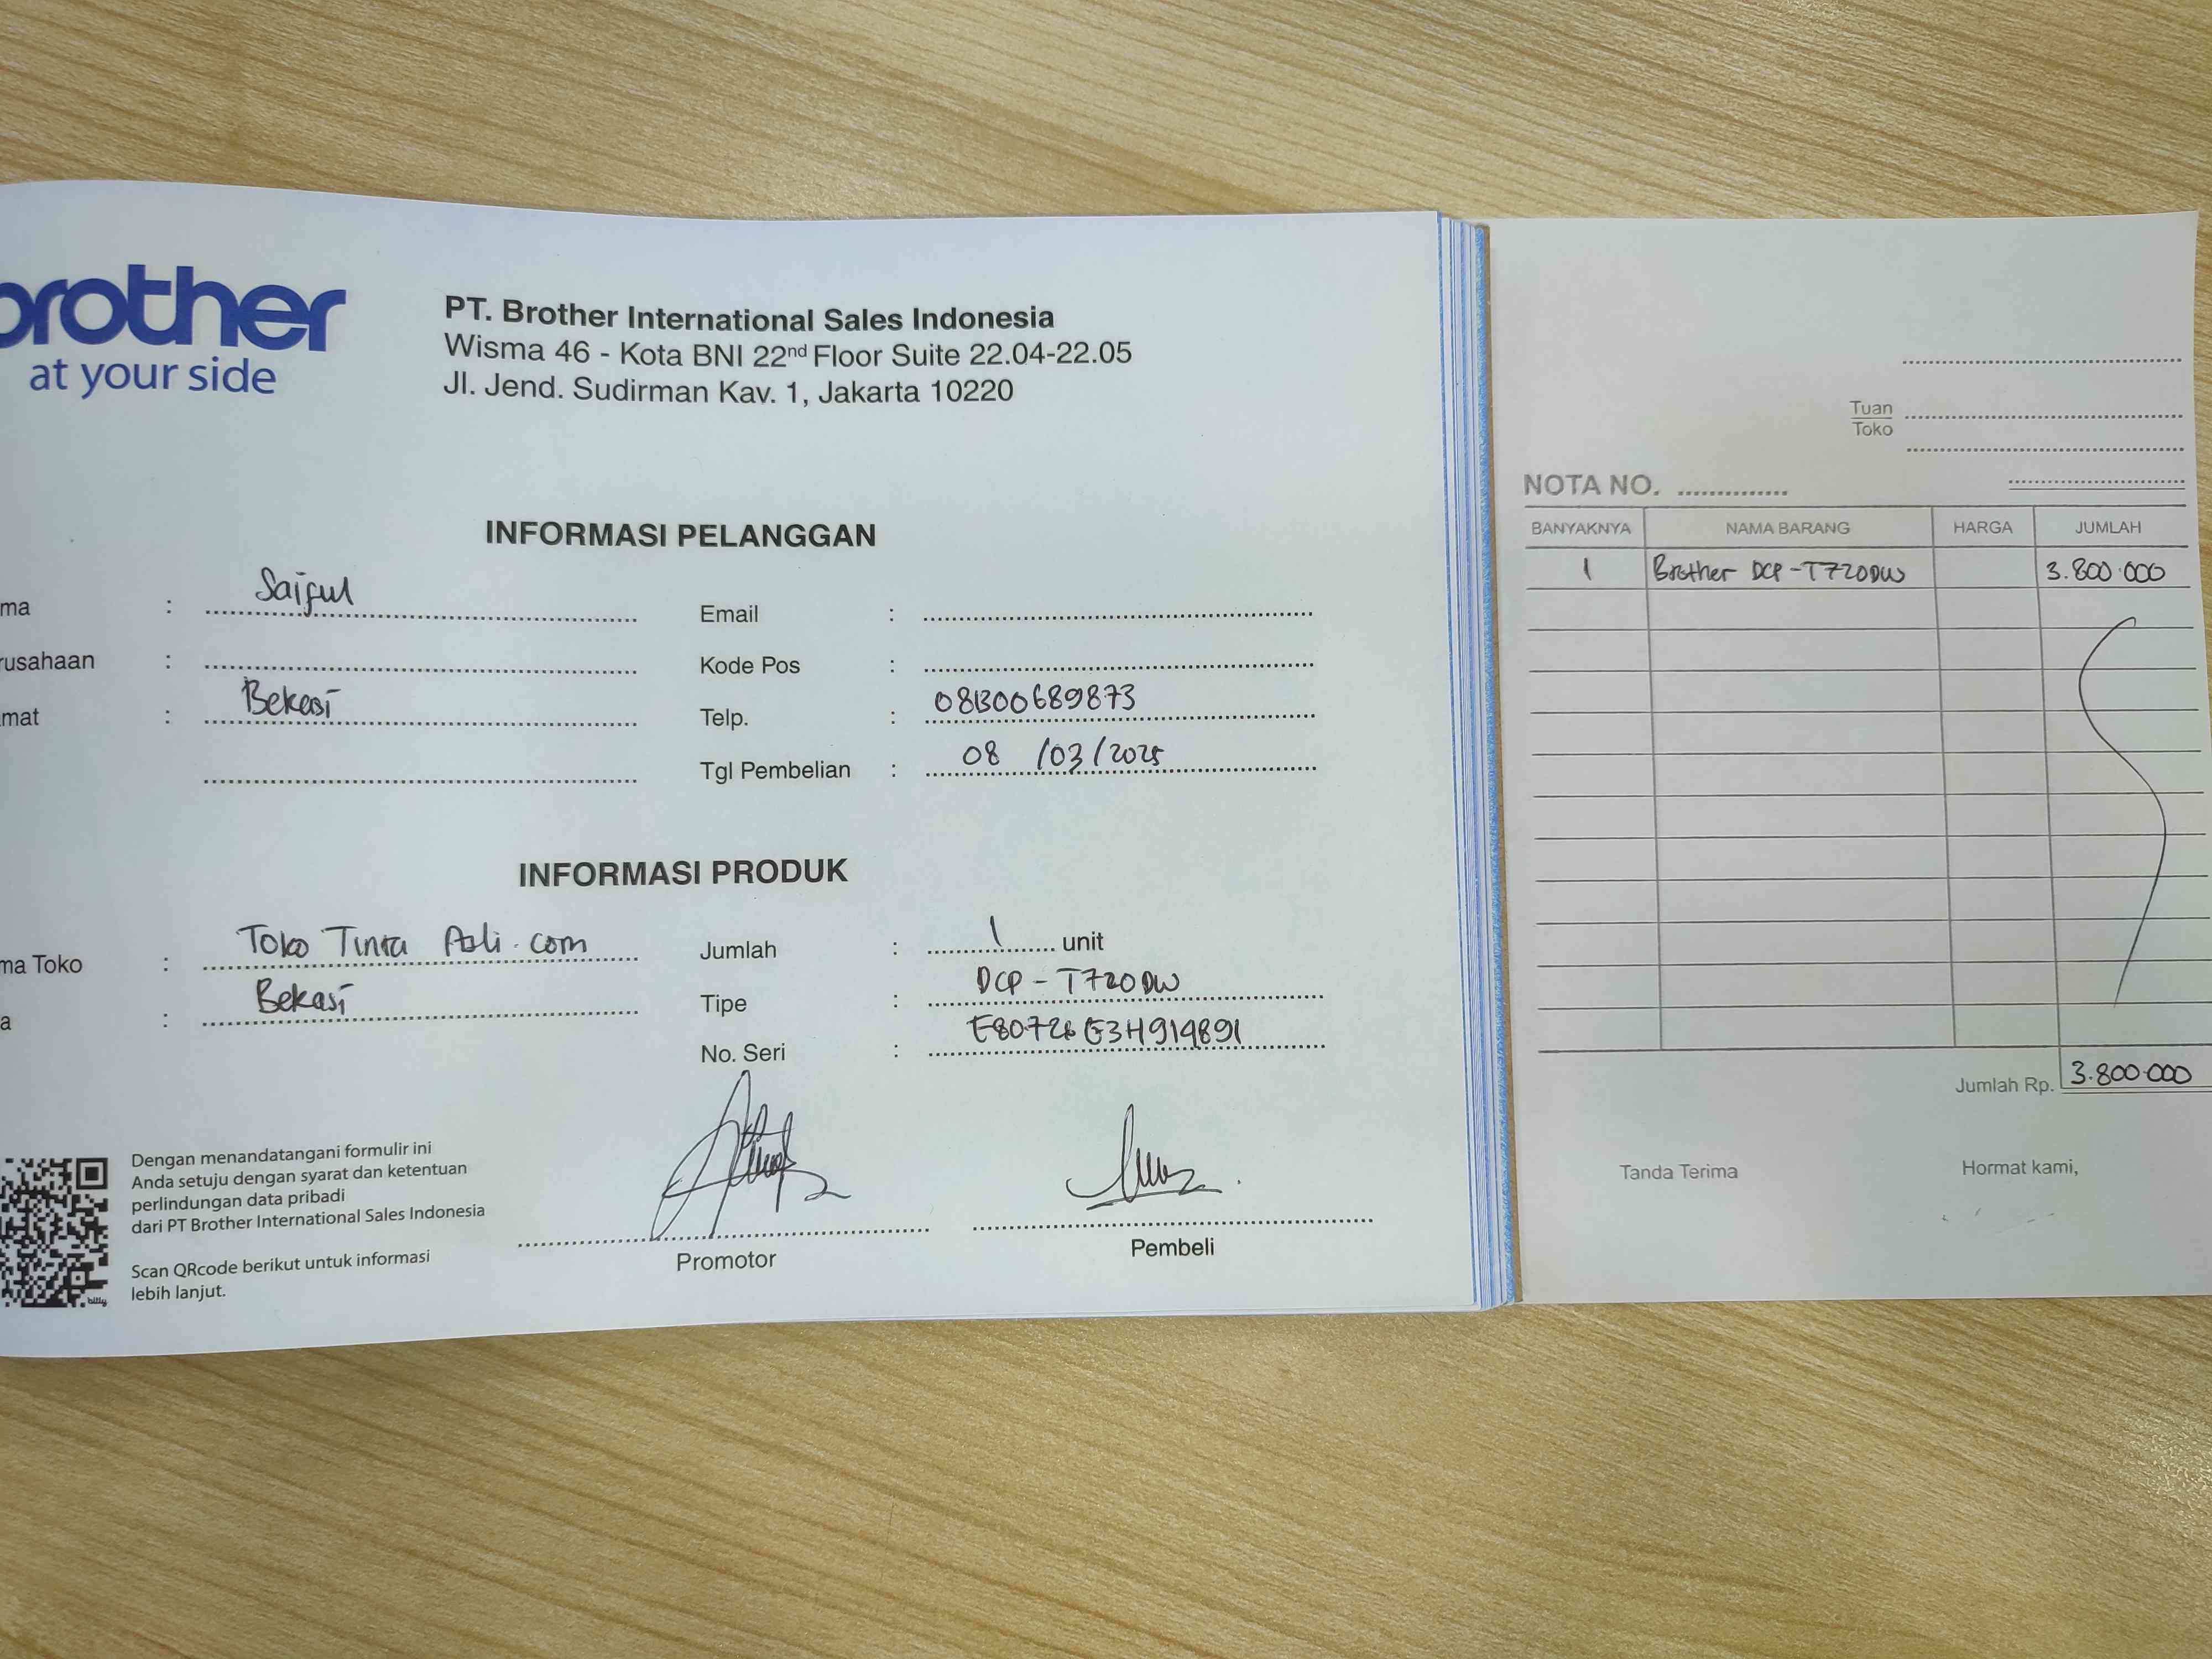 brother
at your side
PT. Brother International Sales Indonesia
Wisma 46 - Kota BNI 22nd Floor Suite 22.04-22.05
Jl. Jend. Sudirman Kav. 1, Jakarta 10220
INFORMASI PELANGGAN
ma : Saiful
rusahaan :
mat : Bekasi
Email :
Kode Pos :
Telp. : 081300689873
Tgl Pembelian : 08 /03/2025
INFORMASI PRODUK
ma Toko : Toko Tinta Asli.com
a : Bekasi
Jumlah : 1 unit
Tipe : DCP-T720DW
No. Seri : E80726G3H919891
Dengan menandatangani formulir ini
Anda setuju dengan syarat dan ketentuan
perlindungan data pribadi
dari PT Brother International Sales Indonesia
Scan QRcode berikut untuk informasi
lebih lanjut.
Promotor
Pembeli
Tuan
Toko
NOTA NO.
BANYAKNYA NAMA BARANG HARGA JUMLAH
1 Brother DCP-T720DW 3.800.000
Jumlah Rp. 3.800.000
Tanda Terima
Hormat kami,